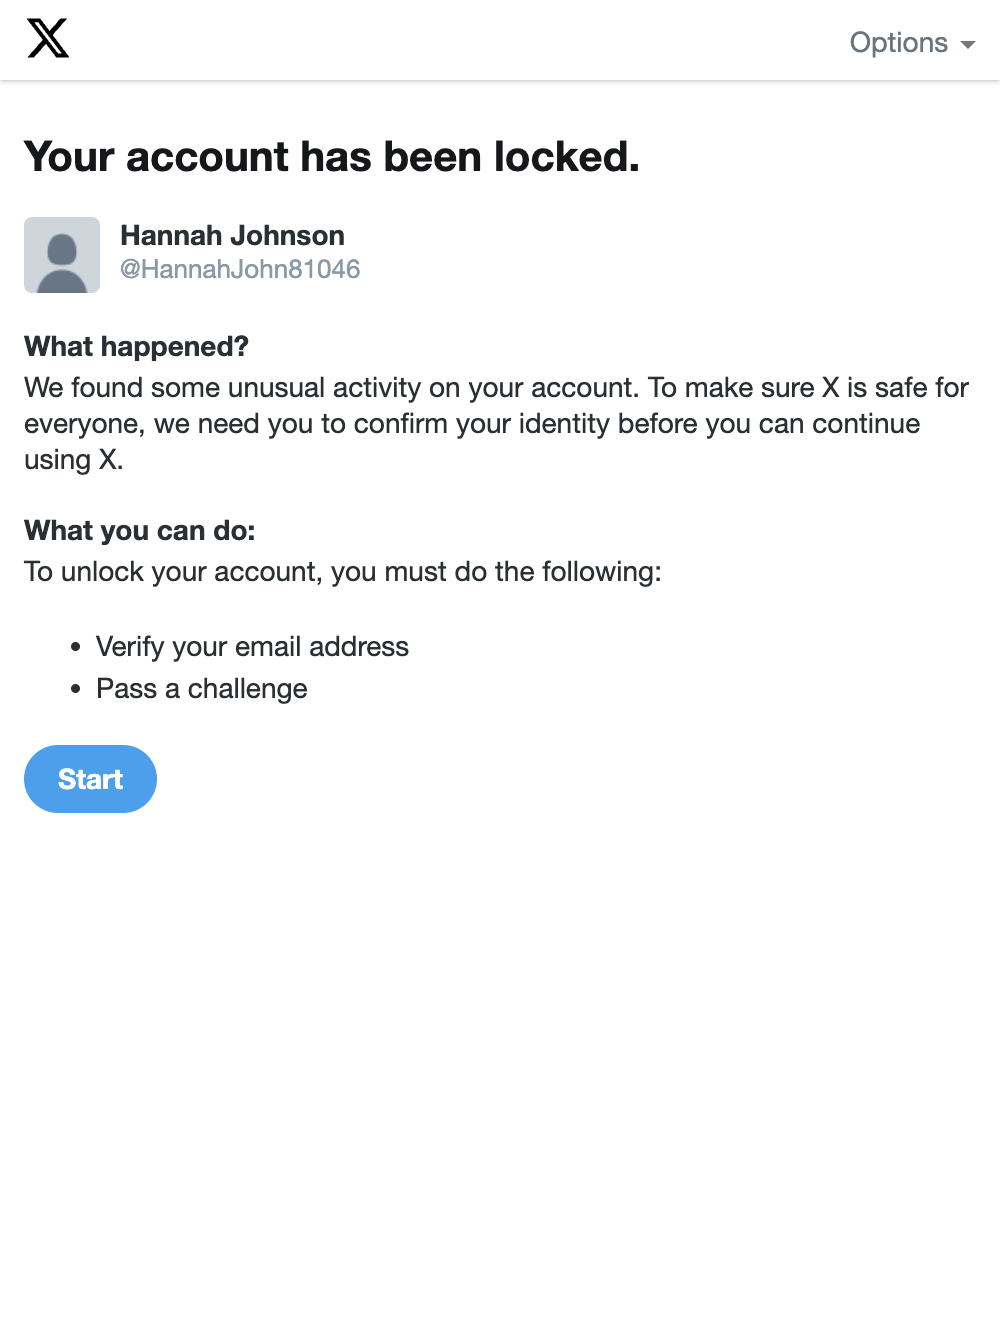 Options
Your account has been locked.
Hannah Johnson
@HannahJohn81046
What happened?
We found some unusual activity on your account. To make sure X is safe for
everyone, we need you to confirm your identity before you can continue
using X.
What you can do:
To unlock your account, you must do the following:
• Verify your email address
• Pass a challenge
Start